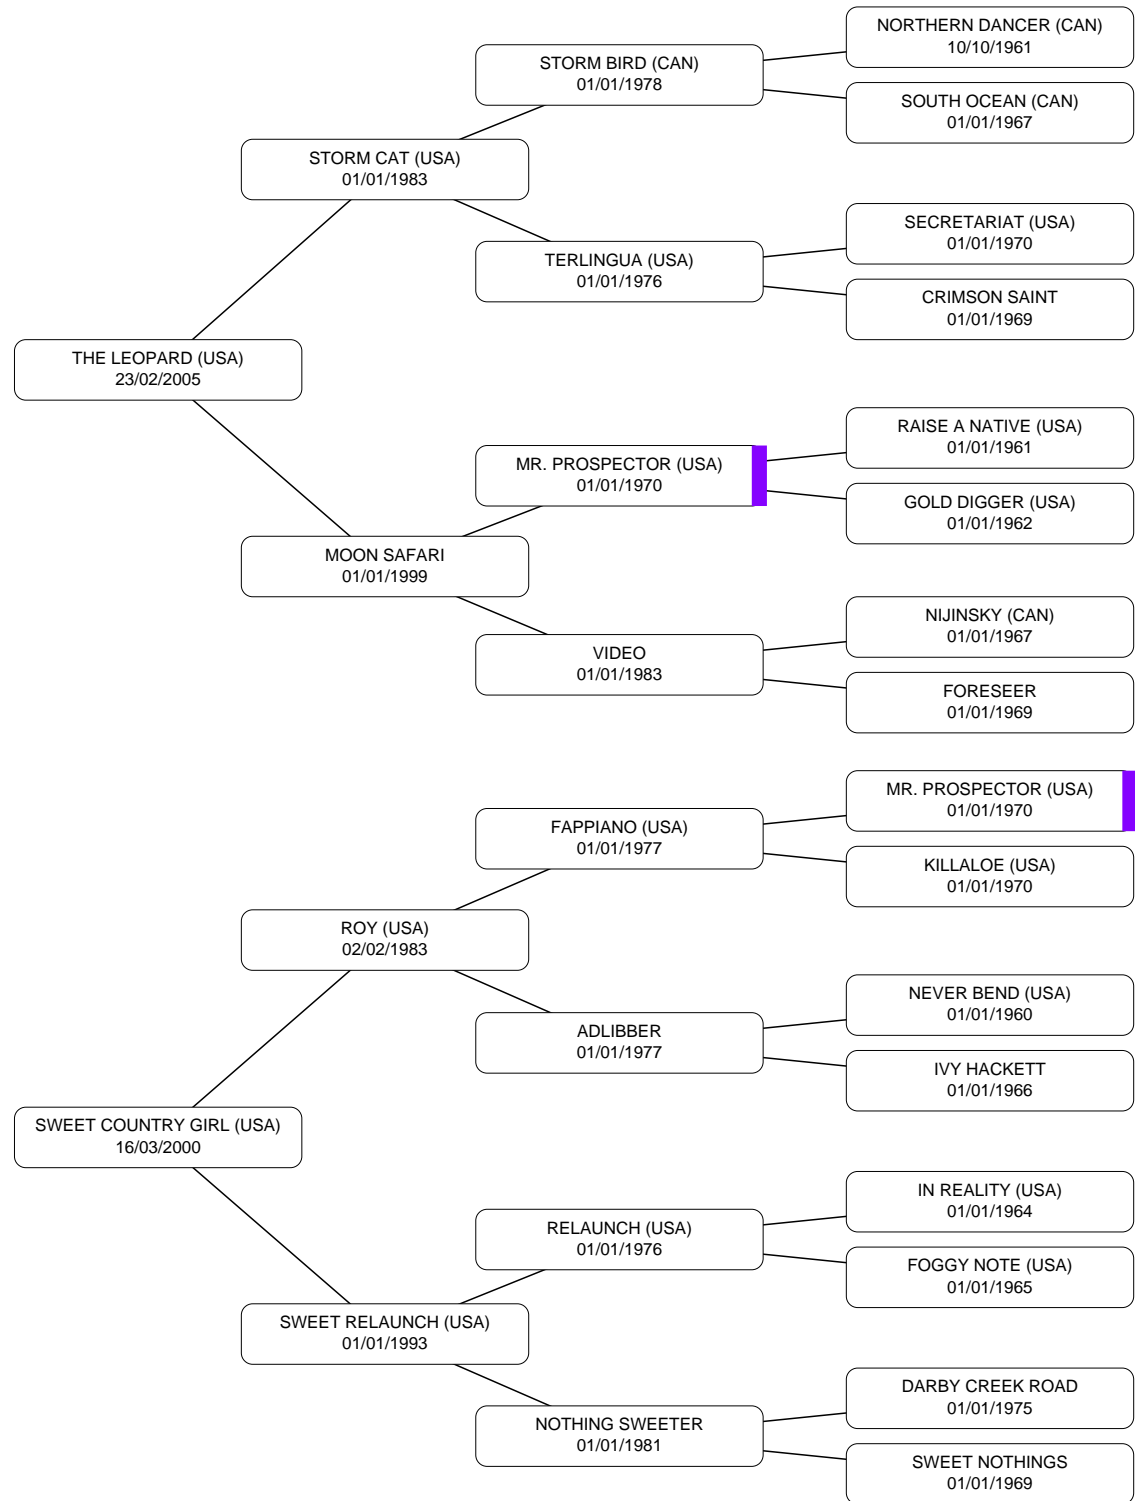 NORTHERN DANCER (CAN)
10/10/1961
STORM BIRD (CAN)
01/01/1978
SOUTH OCEAN (CAN)
01/01/1967
STORM CAT (USA)
01/01/1983
SECRETARIAT (USA)
01/01/1970
TERLINGUA (USA)
01/01/1976
CRIMSON SAINT
01/01/1969
THE LEOPARD (USA)
23/02/2005
RAISE A NATIVE (USA)
01/01/1961
MR. PROSPECTOR (USA)
01/01/1970
GOLD DIGGER (USA)
01/01/1962
MOON SAFARI
01/01/1999
NIJINSKY (CAN)
01/01/1967
VIDEO
01/01/1983
FORESEER
01/01/1969
MR. PROSPECTOR (USA)
01/01/1970
FAPPIANO (USA)
01/01/1977
KILLALOE (USA)
01/01/1970
ROY (USA)
02/02/1983
NEVER BEND (USA)
01/01/1960
ADLIBBER
01/01/1977
IVY HACKETT
01/01/1966
SWEET COUNTRY GIRL (USA)
16/03/2000
IN REALITY (USA)
01/01/1964
RELAUNCH (USA)
01/01/1976
FOGGY NOTE (USA)
01/01/1965
SWEET RELAUNCH (USA)
01/01/1993
DARBY CREEK ROAD
01/01/1975
NOTHING SWEETER
01/01/1981
SWEET NOTHINGS
01/01/1969